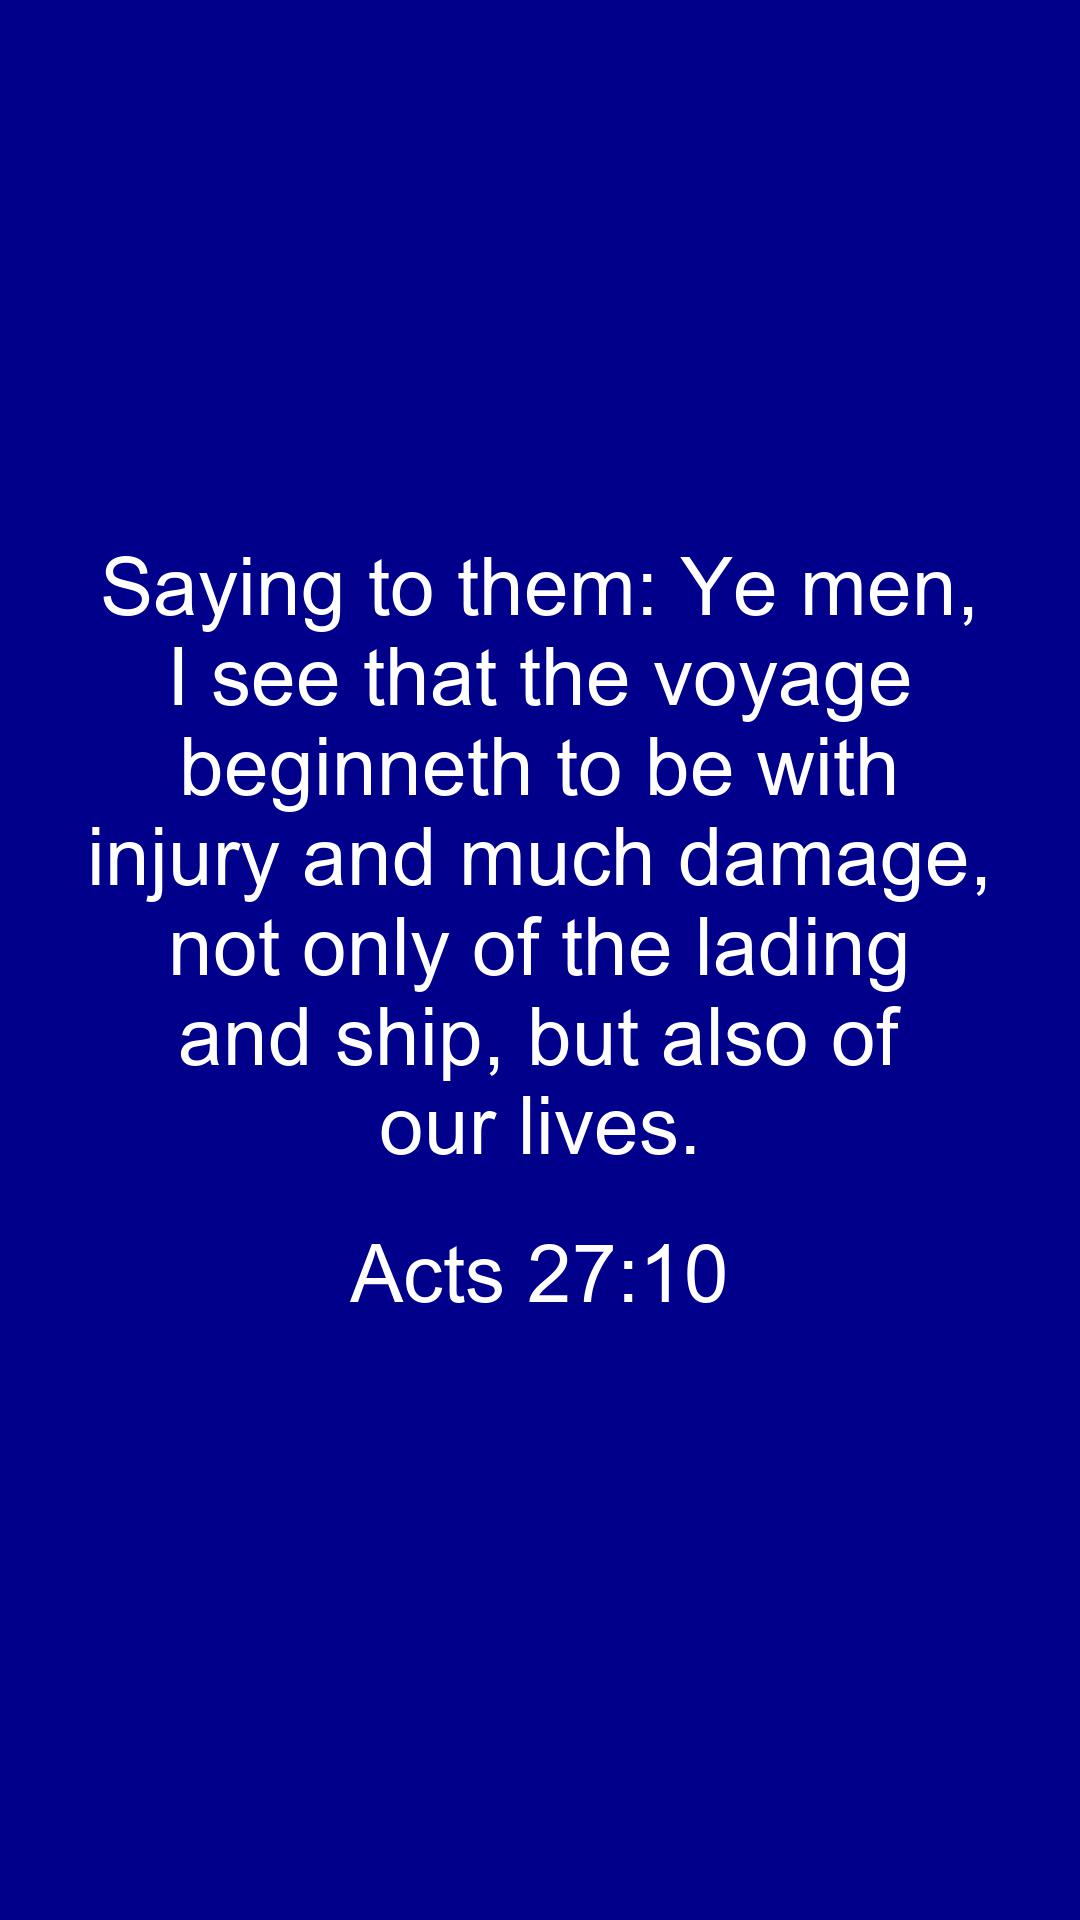 Saying to them: Ye men,
I see that the voyage
beginneth to be with
injury and much damage,
not only of the lading
and ship, but also of
our lives.
Acts 27:10